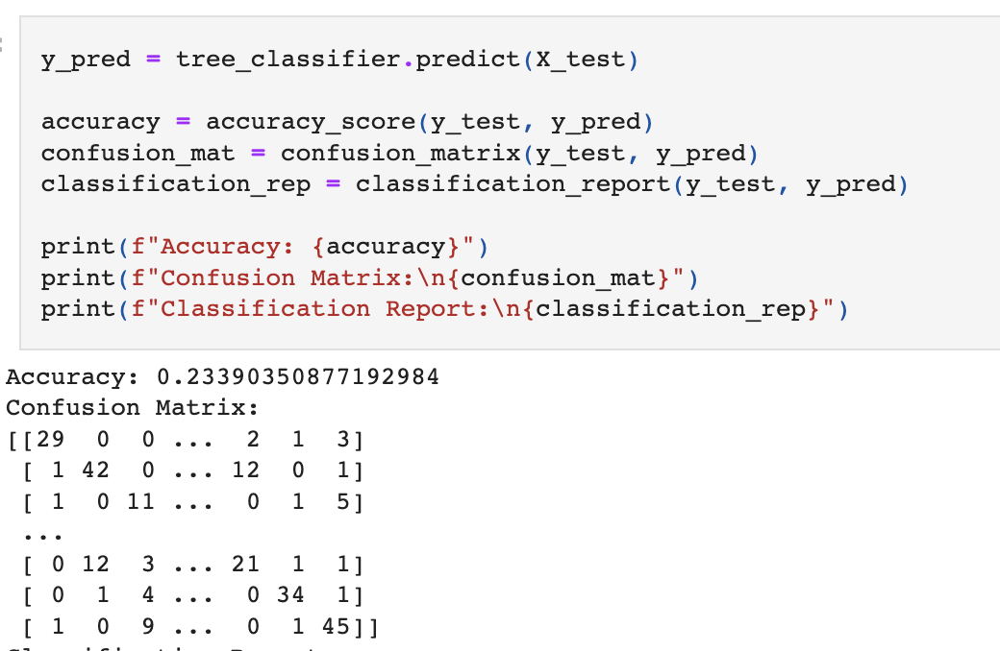 y_pred = tree_classifier.predict(X_test)
accuracy = accuracy_score(y_test, y_pred)
confusion_mat = confusion_matrix(y_test, y_pred)
classification_rep = classification_report(y_test, y_pred)
print(f"Accuracy: {accuracy}")
print(f"Confusion Matrix:\n{confusion_mat}")
print(f"Classification Report:\n{classification_rep}")
Accuracy: 0.23390350877192984
Confusion Matrix:
[[29  0  0 ...  2  1  3]
 [ 1 42  0 ... 12  0  1]
 [ 1  0 11 ...  0  1  5]
 ...
 [ 0 12  3 ... 21  1  1]
 [ 0  1  4 ...  0 34  1]
 [ 1  0  9 ...  0  1 45]]